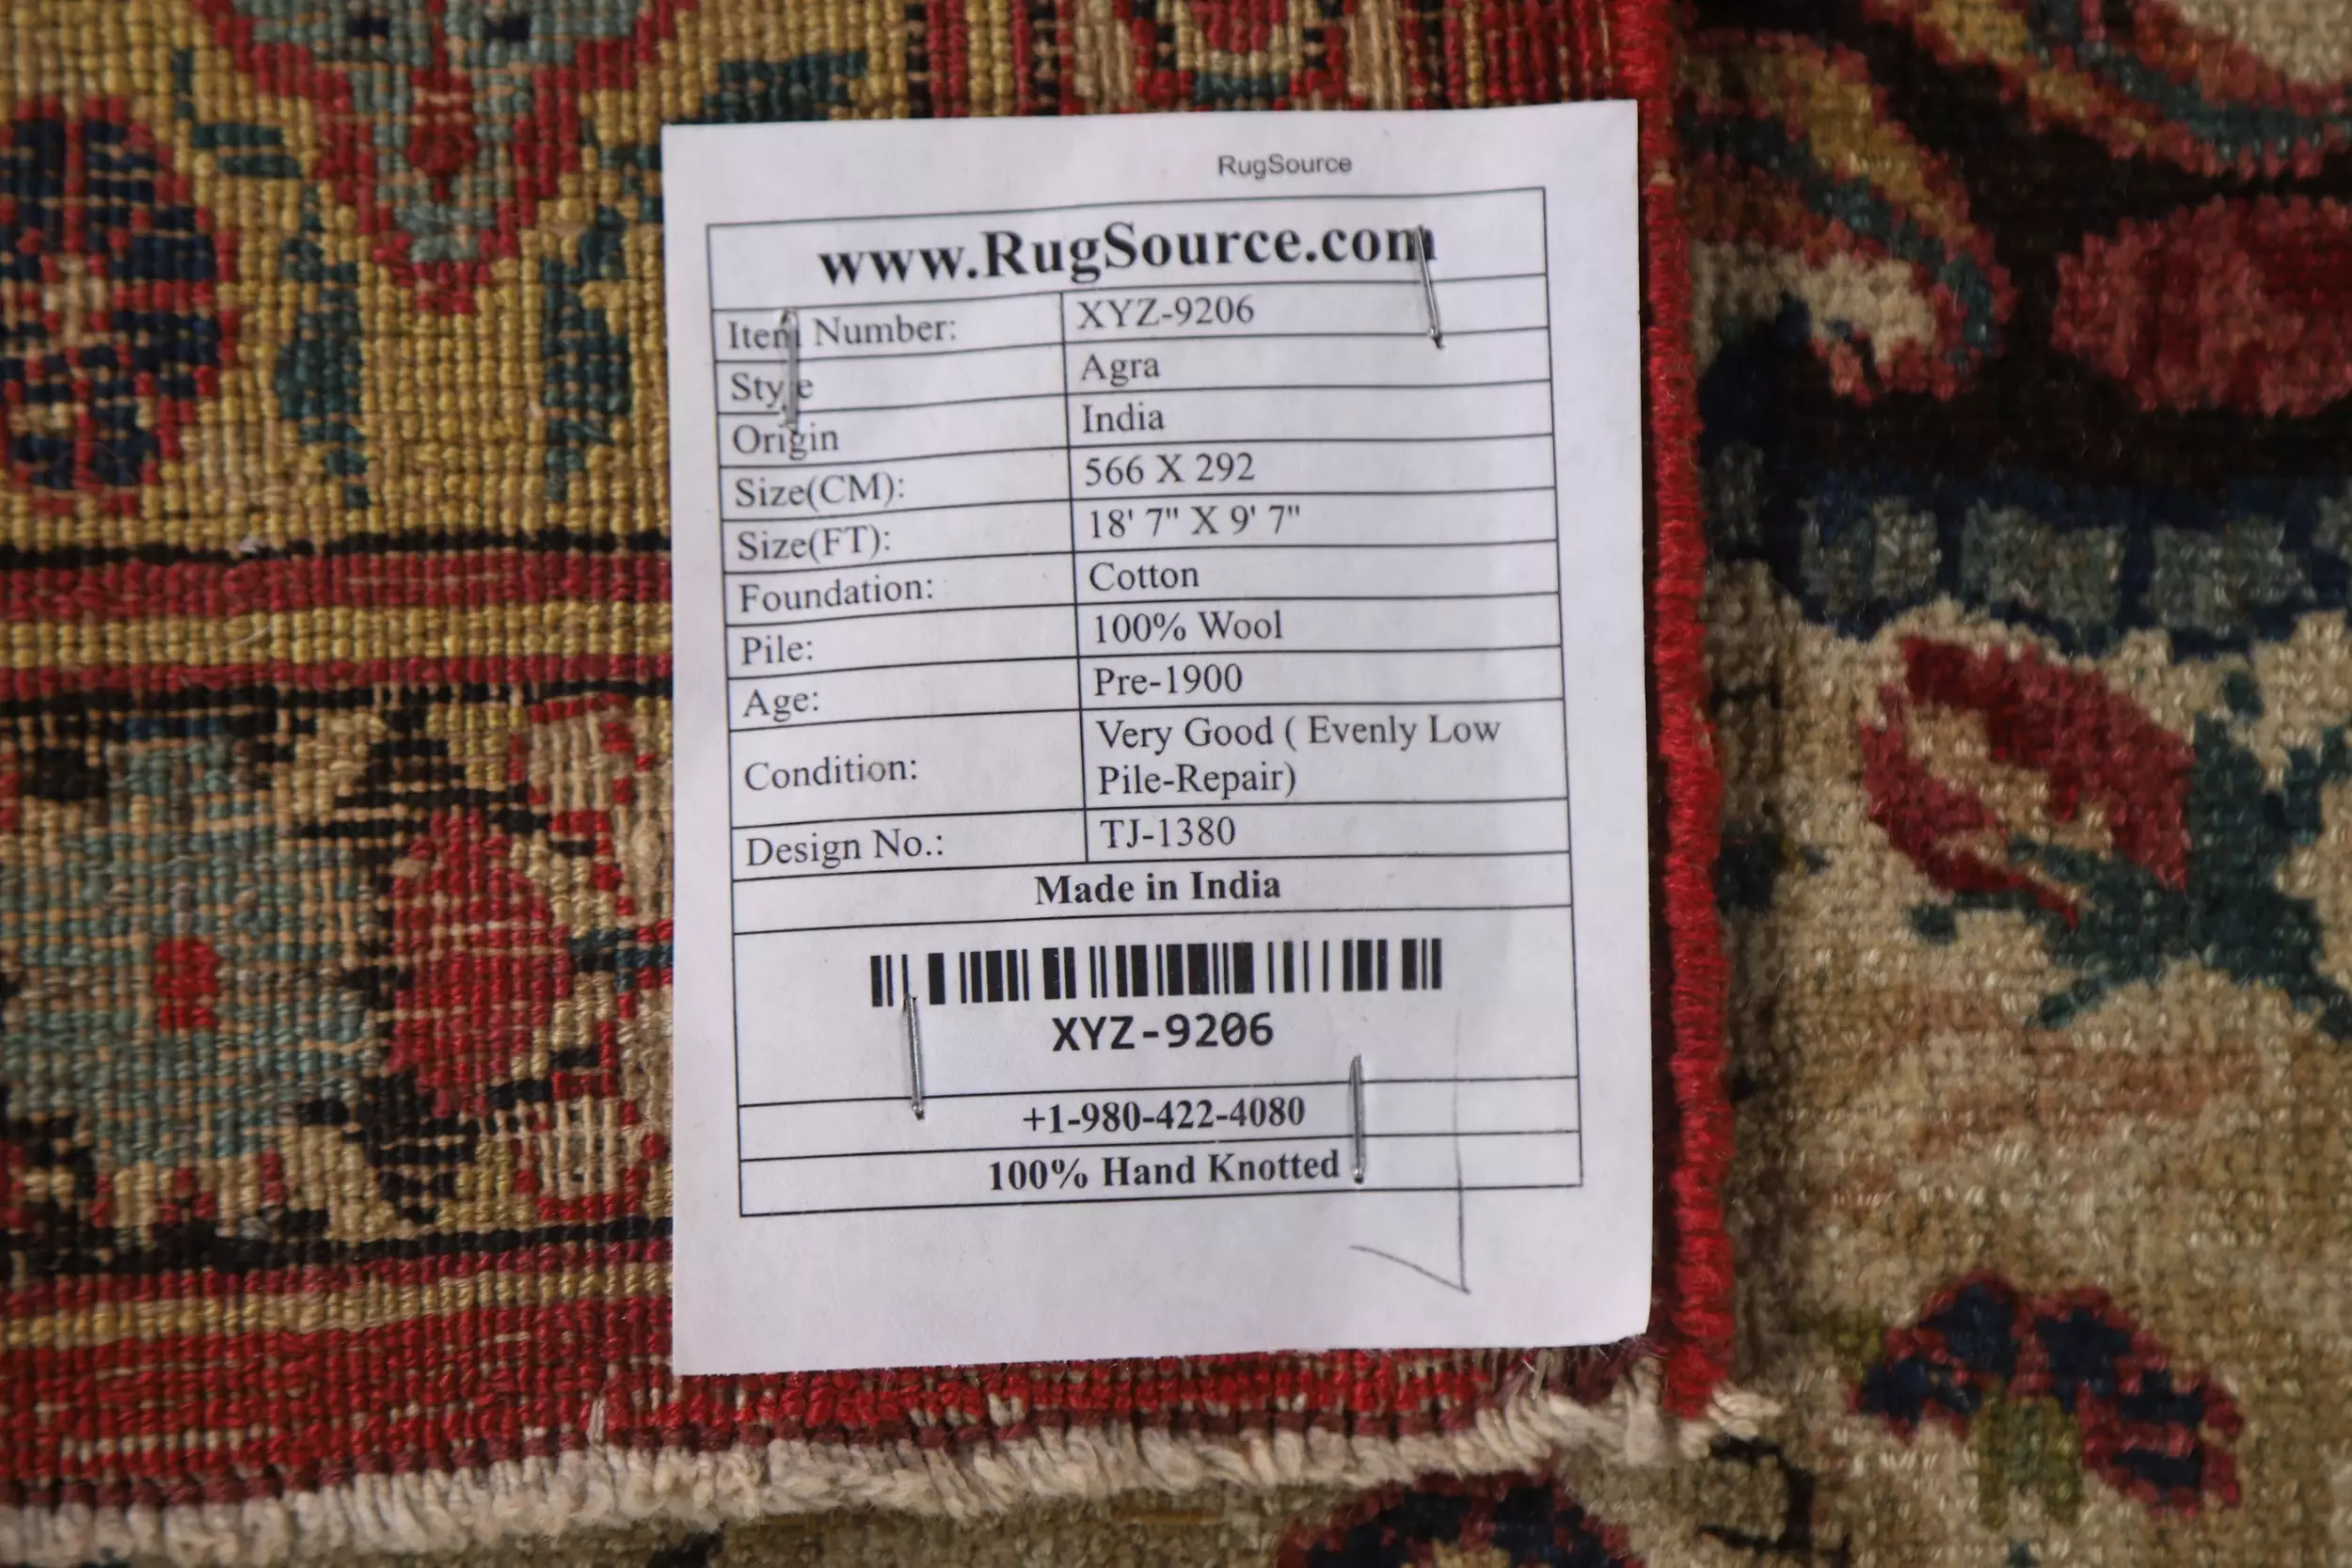 RugSource
www.RugSource.com
Item Number: XYZ-9206
Style Agra
Origin India
Size(CM): 566 X 292
Size(FT): 18' 7" X 9' 7"
Foundation: Cotton
Pile: 100% Wool
Age: Pre-1900
Condition: Very Good ( Evenly Low
Pile-Repair)
Design No.: TJ-1380
Made in India
XYZ-9206
+1-980-422-4080
100% Hand Knotted